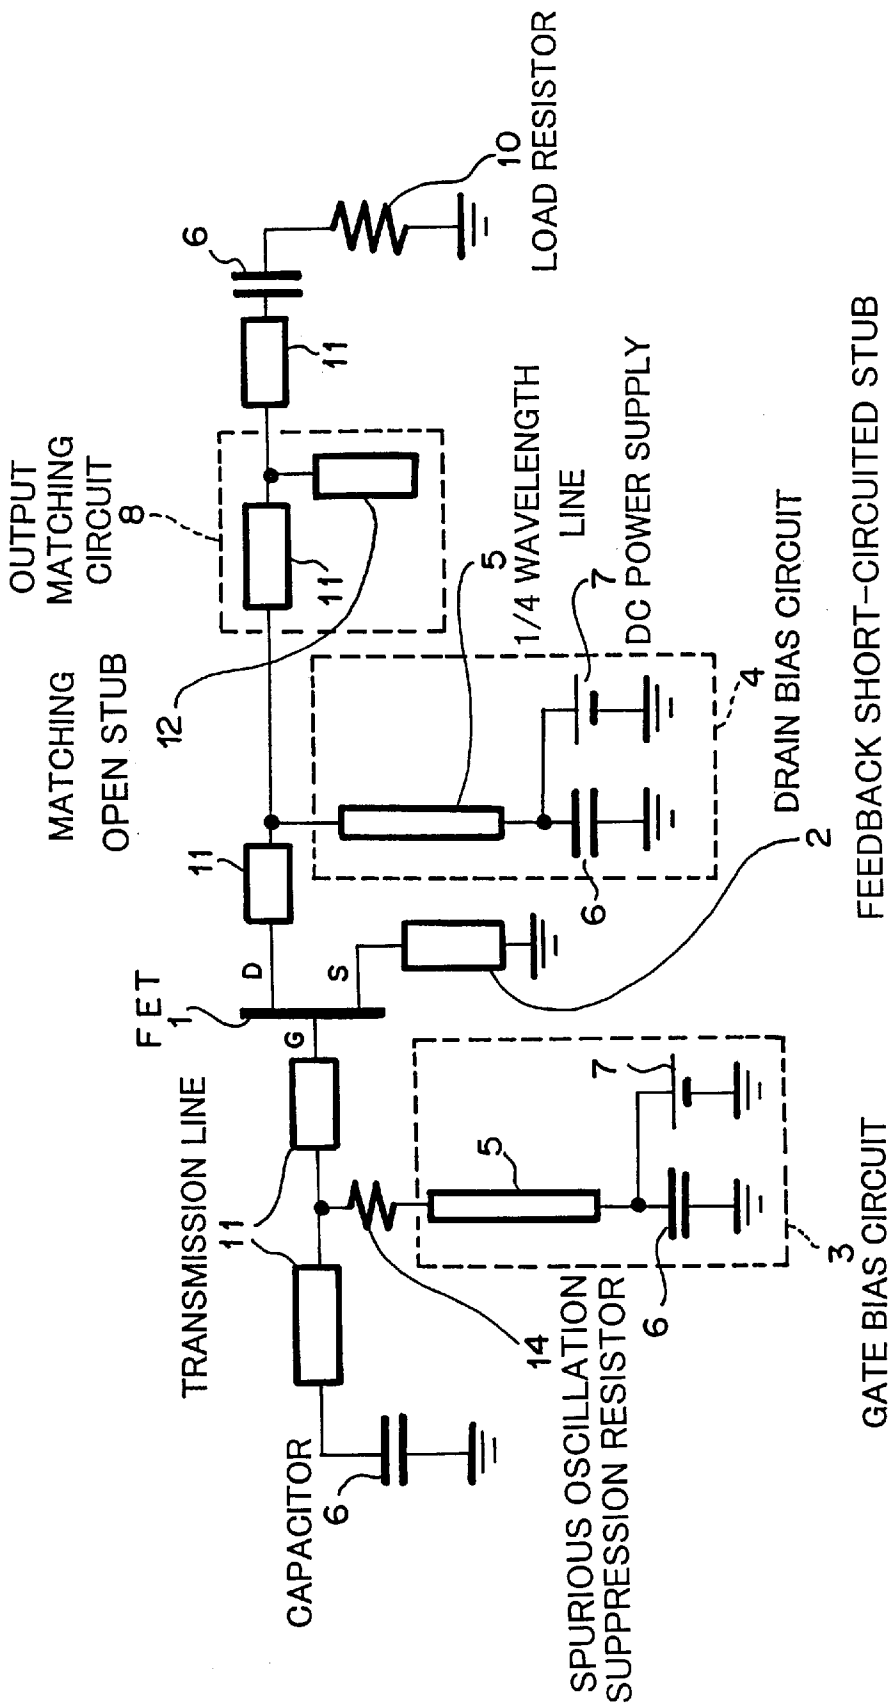 OUTPUT
MATCHING
CIRCUIT
8
MATCHING
OPEN STUB
12
FET
1
TRANSMISSION LINE
11
CAPACITOR
6
G
D
S
11
11
11
6
10
LOAD RESISTOR
1/4 WAVELENGTH
LINE
5
7
DC POWER SUPPLY
6
4
DRAIN BIAS CIRCUIT
2
FEEDBACK SHORT-CIRCUITED STUB
5
7
6
3
GATE BIAS CIRCUIT
14
SPURIOUS OSCILLATION
SUPPRESSION RESISTOR